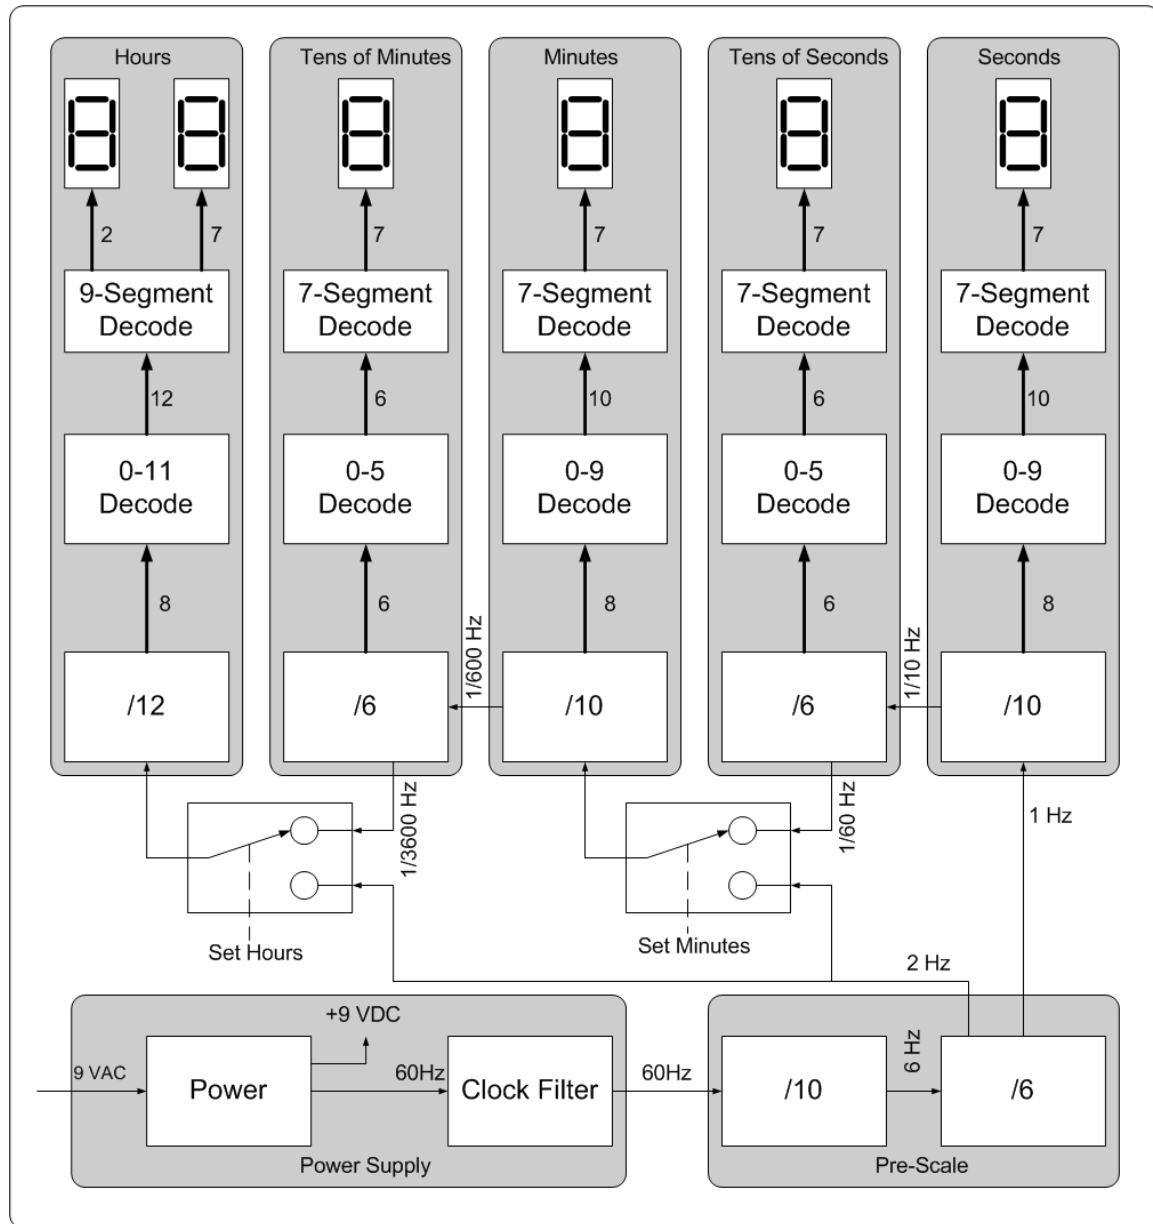 Hours
Tens of Minutes
Minutes
Tens of Seconds
Seconds
2
7
7
7
7
7
9-Segment
Decode
7-Segment
Decode
7-Segment
Decode
7-Segment
Decode
7-Segment
Decode
12
6
10
6
10
0-11
Decode
0-5
Decode
0-9
Decode
0-5
Decode
0-9
Decode
8
6
8
6
8
1/600 Hz
1/10 Hz
/12
/6
/10
/6
/10
1/3600 Hz
1/60 Hz
1 Hz
Set Hours
Set Minutes
2 Hz
+9 VDC
9 VAC
Power
60Hz
Clock Filter
60Hz
/10
6 Hz
/6
Power Supply
Pre-Scale